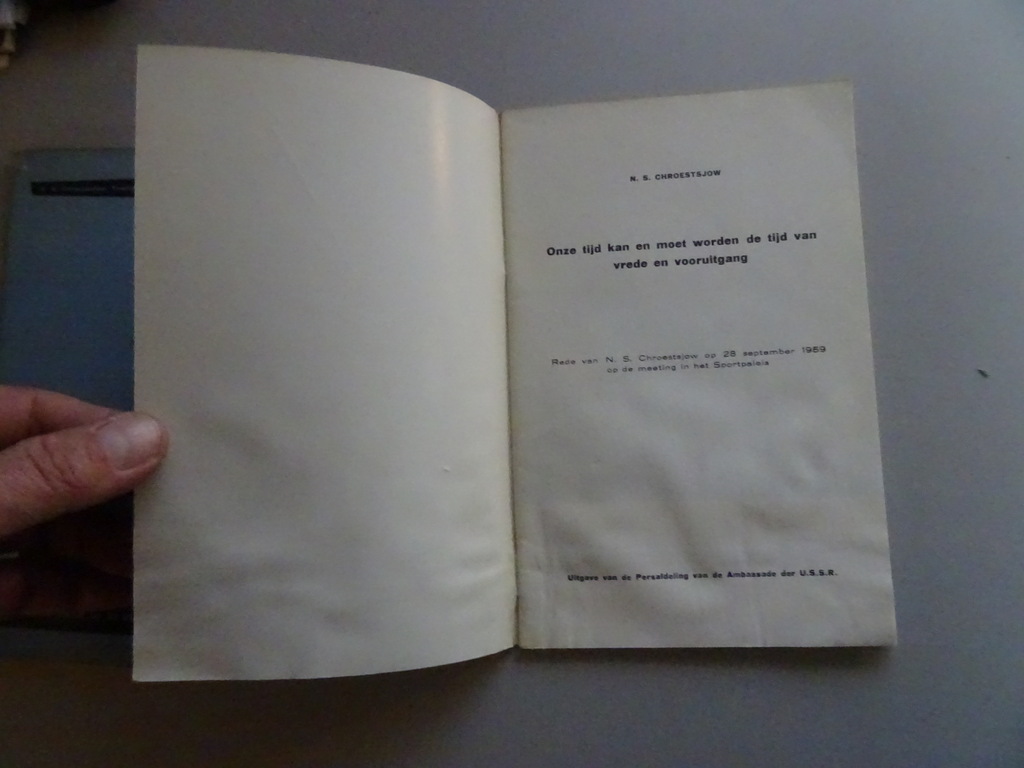 N. S. CHROESTSJOW
Onze tijd kan en moet worden de tijd van
vrede en vooruitgang
Rede van N. S. Chroestsjow op 28 september 1959
op de meeting in het Sportpaleis
Uitgave van de Persafdeling van de Ambassade der U.S.S.R.